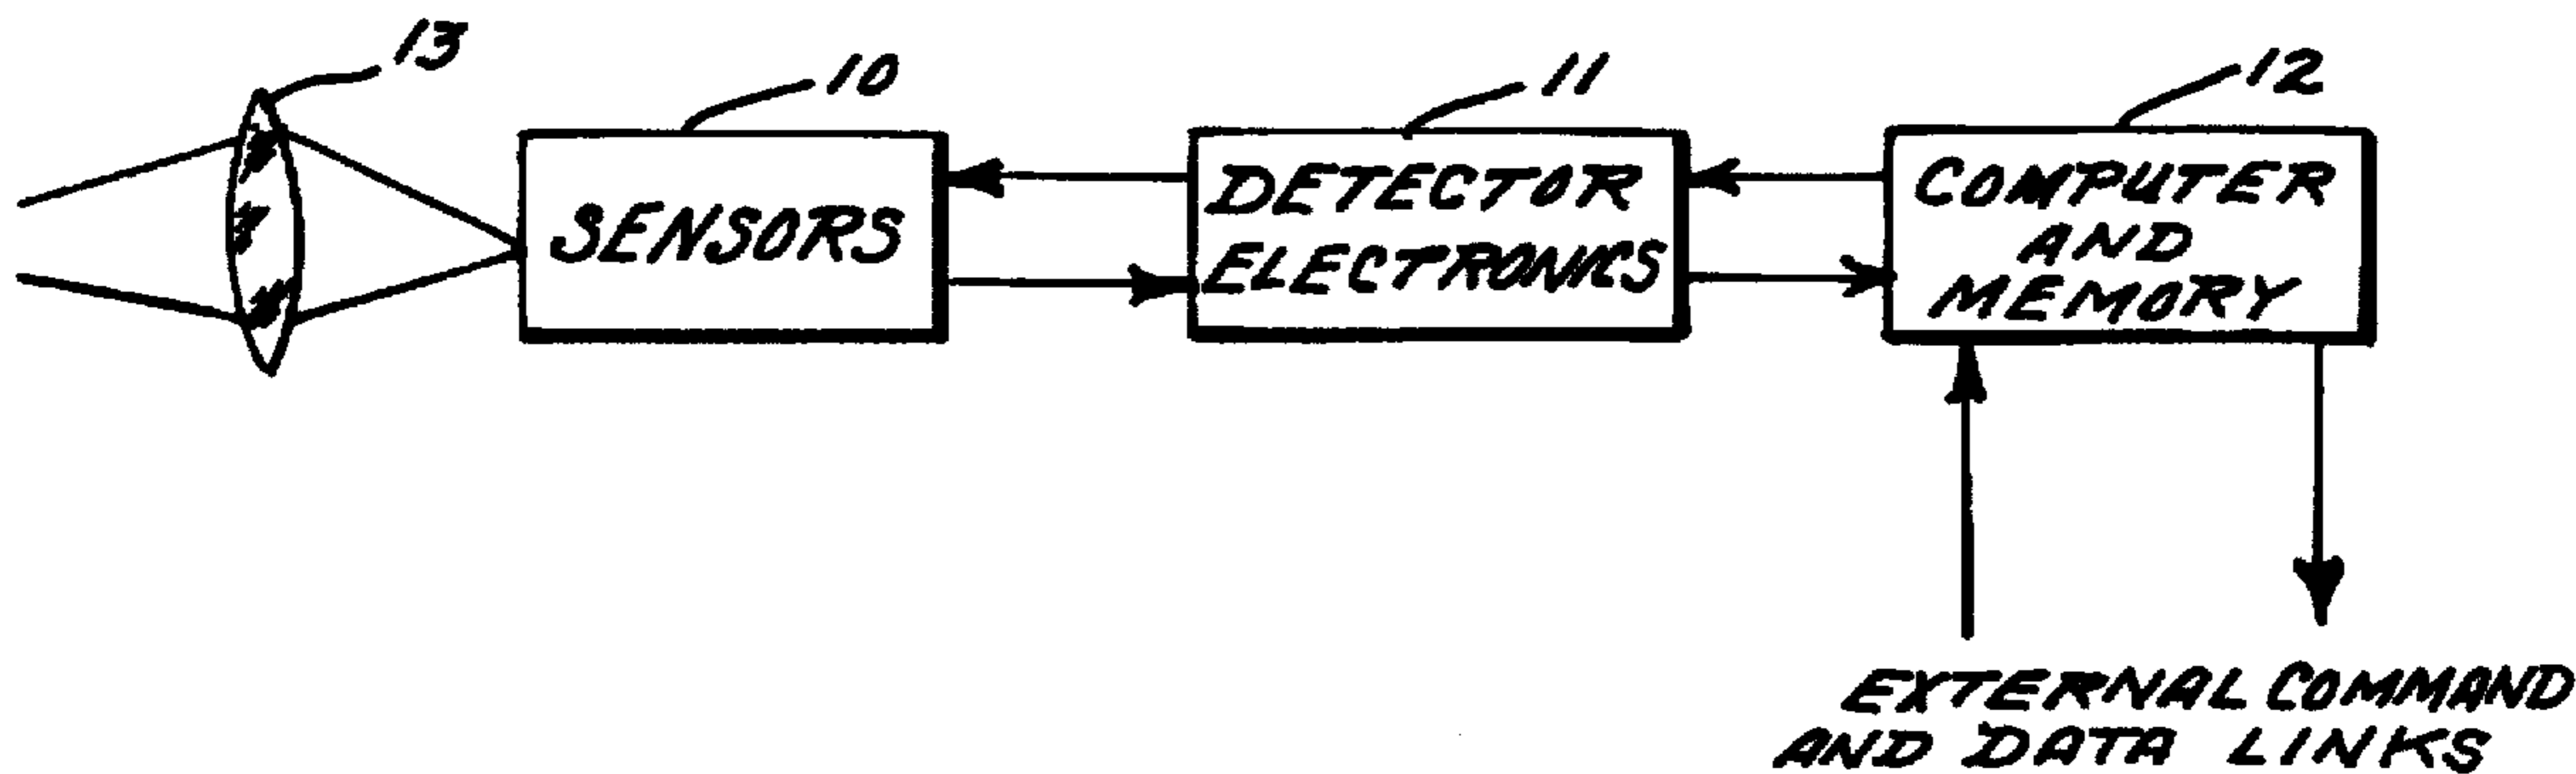 13
10
11
12
SENSORS
DETECTOR
ELECTRONICS
COMPUTER
AND
MEMORY
EXTERNAL COMMAND
AND DATA LINKS